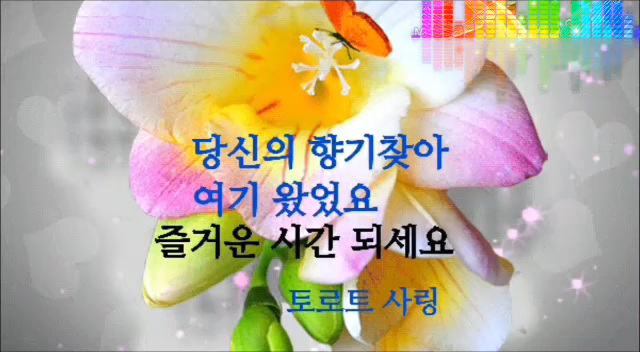 당신의 향기찾아
여기 왔었요
즐거운 시간 되세요
토로트 사링